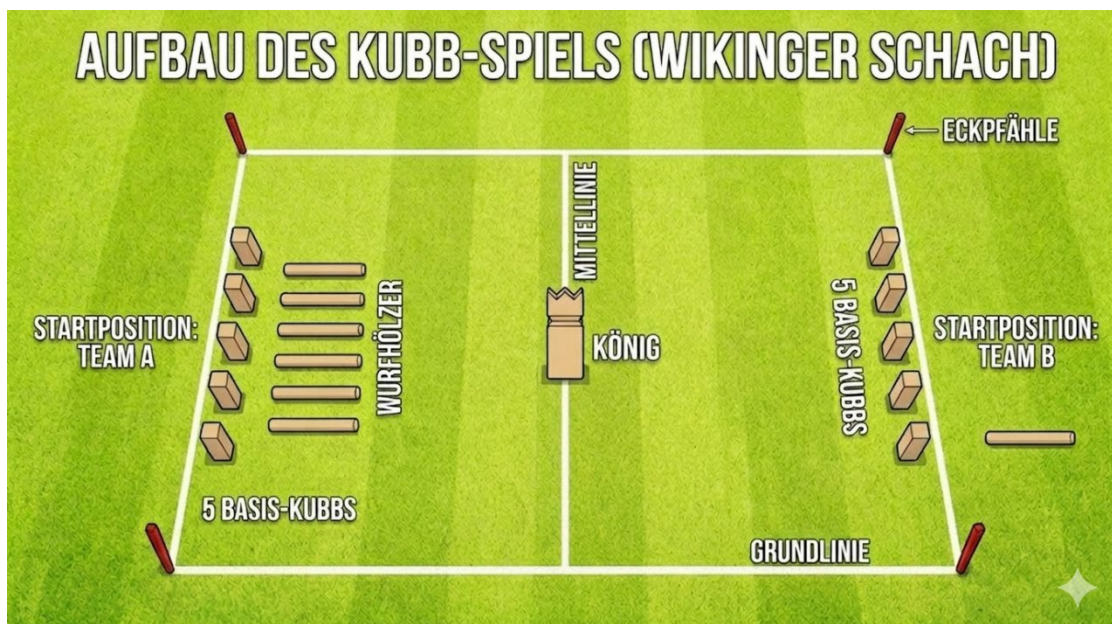 AUFBAU DES KUBB-SPIELS (WIKINGER SCHACH)
ECKPFÄHLE
MITTELLINIE
STARTPOSITION:
TEAM A
WURFHÖLZER
KÖNIG
5 BASIS-KUBBS
STARTPOSITION:
TEAM B
5 BASIS-KUBBS
GRUNDLINIE